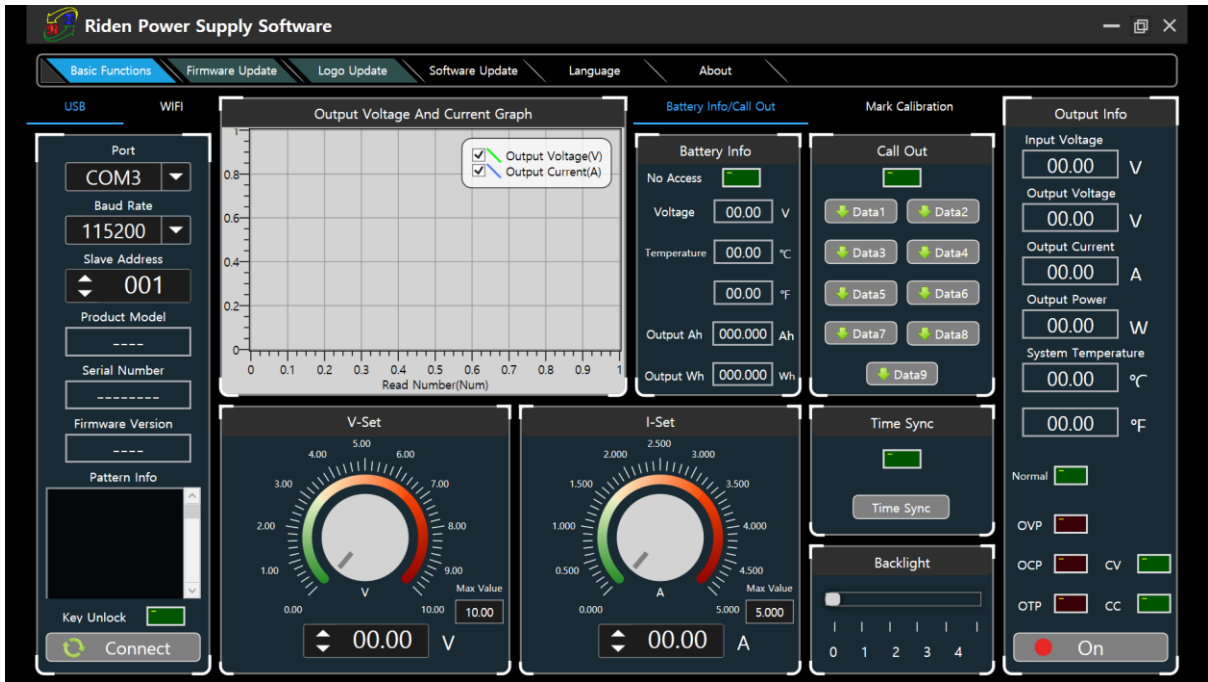 Riden Power Supply Software
Basic Functions
Firmware Update
Logo Update
Software Update
Language
About
USB
WIFI
Port
COM3
Baud Rate
115200
Slave Address
001
Product Model
----
Serial Number
--------
Firmware Version
----
Pattern Info
Key Unlock
Connect
Output Voltage And Current Graph
Output Voltage(V)
Output Current(A)
1
0.8
0.6
0.4
0.2
0
0 0.1 0.2 0.3 0.4 0.5 0.6 0.7 0.8 0.9 1
Read Number(Num)
V-Set
5.00
4.00 6.00
3.00 7.00
2.00 8.00
1.00 9.00
0.00 V 10.00
Max Value
10.00
00.00 V
I-Set
2.500
2.000 3.000
1.500 3.500
1.000 4.000
0.500 4.500
0.000 A 5.000
Max Value
5.000
00.00 A
Battery Info/Call Out
Mark Calibration
Battery Info
No Access
Voltage 00.00 V
Temperature 00.00 °C
00.00 °F
Output Ah 000.000 Ah
Output Wh 000.000 Wh
Call Out
Data1 Data2
Data3 Data4
Data5 Data6
Data7 Data8
Data9
Time Sync
Time Sync
Backlight
0 1 2 3 4
Output Info
Input Voltage
00.00 V
Output Voltage
00.00 V
Output Current
00.00 A
Output Power
00.00 W
System Temperature
00.00 °C
00.00 °F
Normal
OVP
OCP CV
OTP CC
On